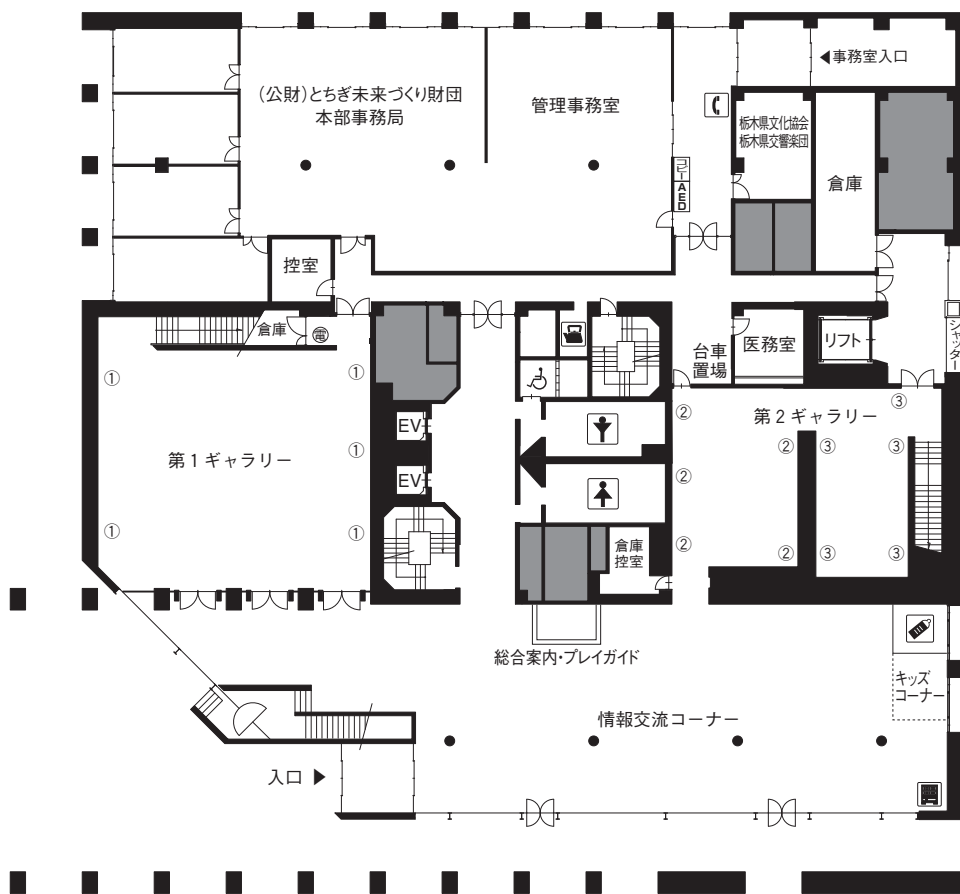 ◀事務室入口
(公財)とちぎ未来づくり財団
本部事務局
管理事務室
栃木県文化協会
栃木県交響楽団
コピー
AED
倉庫
控室
倉庫
電
シャッター
リフト
医務室
台車
置場
① ①
② 第2ギャラリー ③
EV
第1ギャラリー
①
② ③ ③
②
EV
① ①
② ② ③ ③
倉庫
控室
総合案内・プレイガイド
キッズ
コーナー
情報交流コーナー
入口 ▶